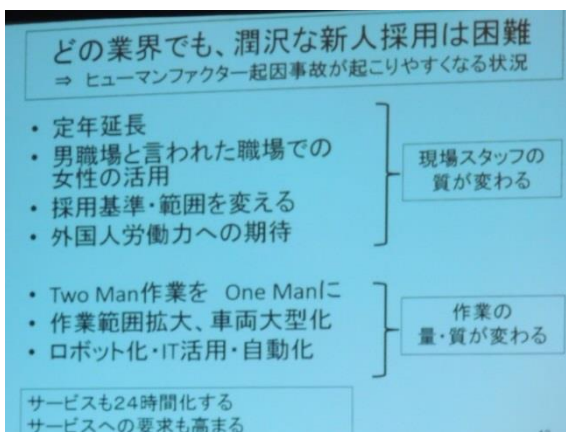 どの業界でも、潤沢な新人採用は困難
⇒ ヒューマンファクター起因事故が起こりやすくなる状況
• 定年延長
• 男職場と言われた職場での
女性の活用
• 採用基準・範囲を変える
• 外国人労働力への期待
現場スタッフの
質が変わる
• Two Man作業を One Manに
• 作業範囲拡大、車両大型化
• ロボット化・IT活用・自動化
作業の
量・質が変わる
サービスも24時間化する
サービスへの要求も高まる